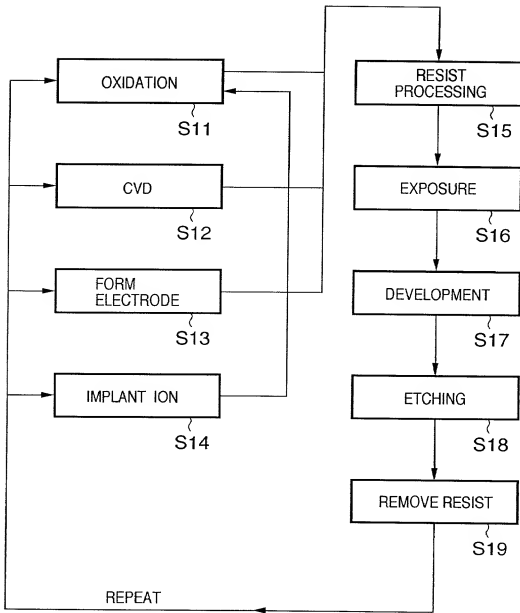 OXIDATION
S11
CVD
S12
FORM
ELECTRODE
S13
IMPLANT ION
S14
RESIST
PROCESSING
S15
EXPOSURE
S16
DEVELOPMENT
S17
ETCHING
S18
REMOVE RESIST
S19
REPEAT